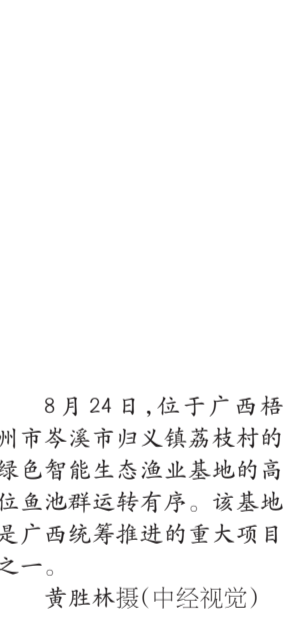 8月24日,位于广西梧
州市岑溪市归义镇荔枝村的
绿色智能生态渔业基地的高
位鱼池群运转有序。该基地
是广西统筹推进的重大项目
之一。
黄胜林摄(中经视觉)